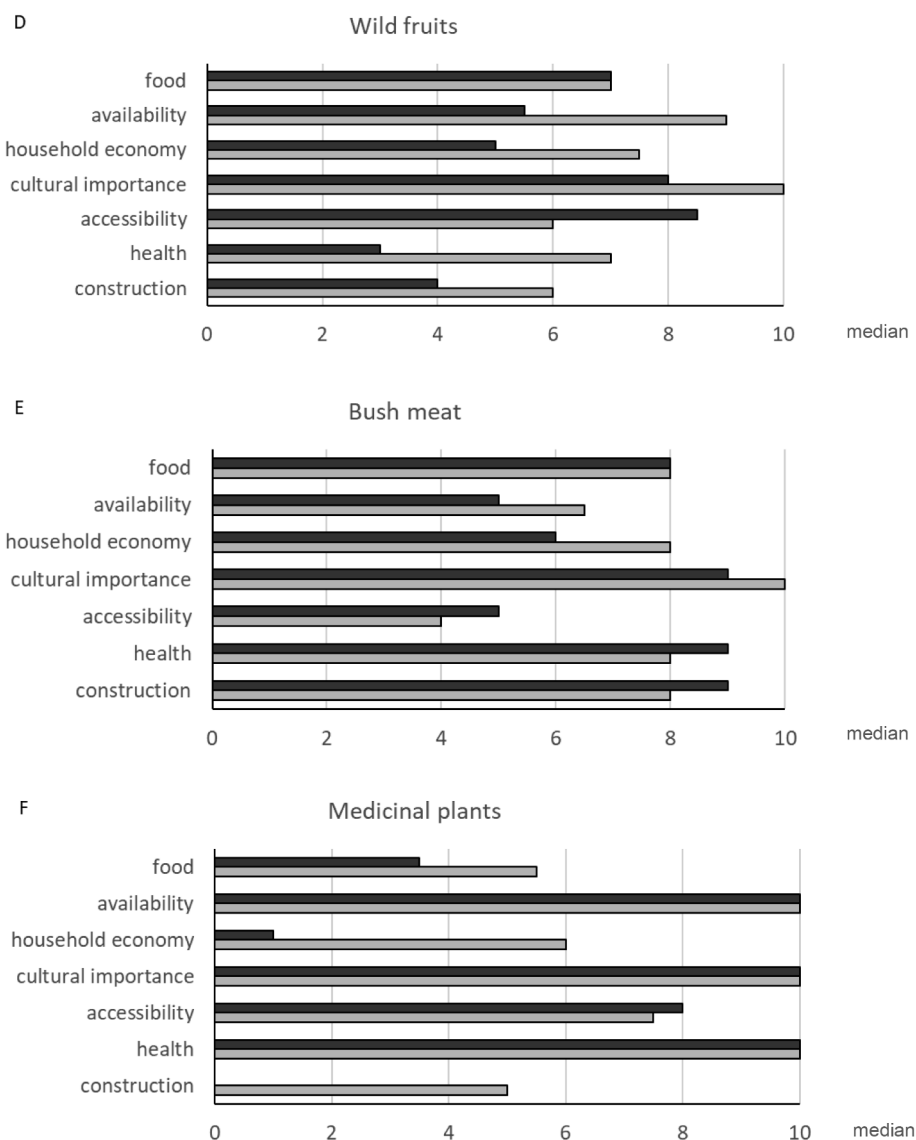 D
Wild fruits
food
availability
household economy
cultural importance
accessibility
health
construction
0 2 4 6 8 10 median
E
Bush meat
food
availability
household economy
cultural importance
accessibility
health
construction
0 2 4 6 8 10 median
F
Medicinal plants
food
availability
household economy
cultural importance
accessibility
health
construction
0 2 4 6 8 10 median